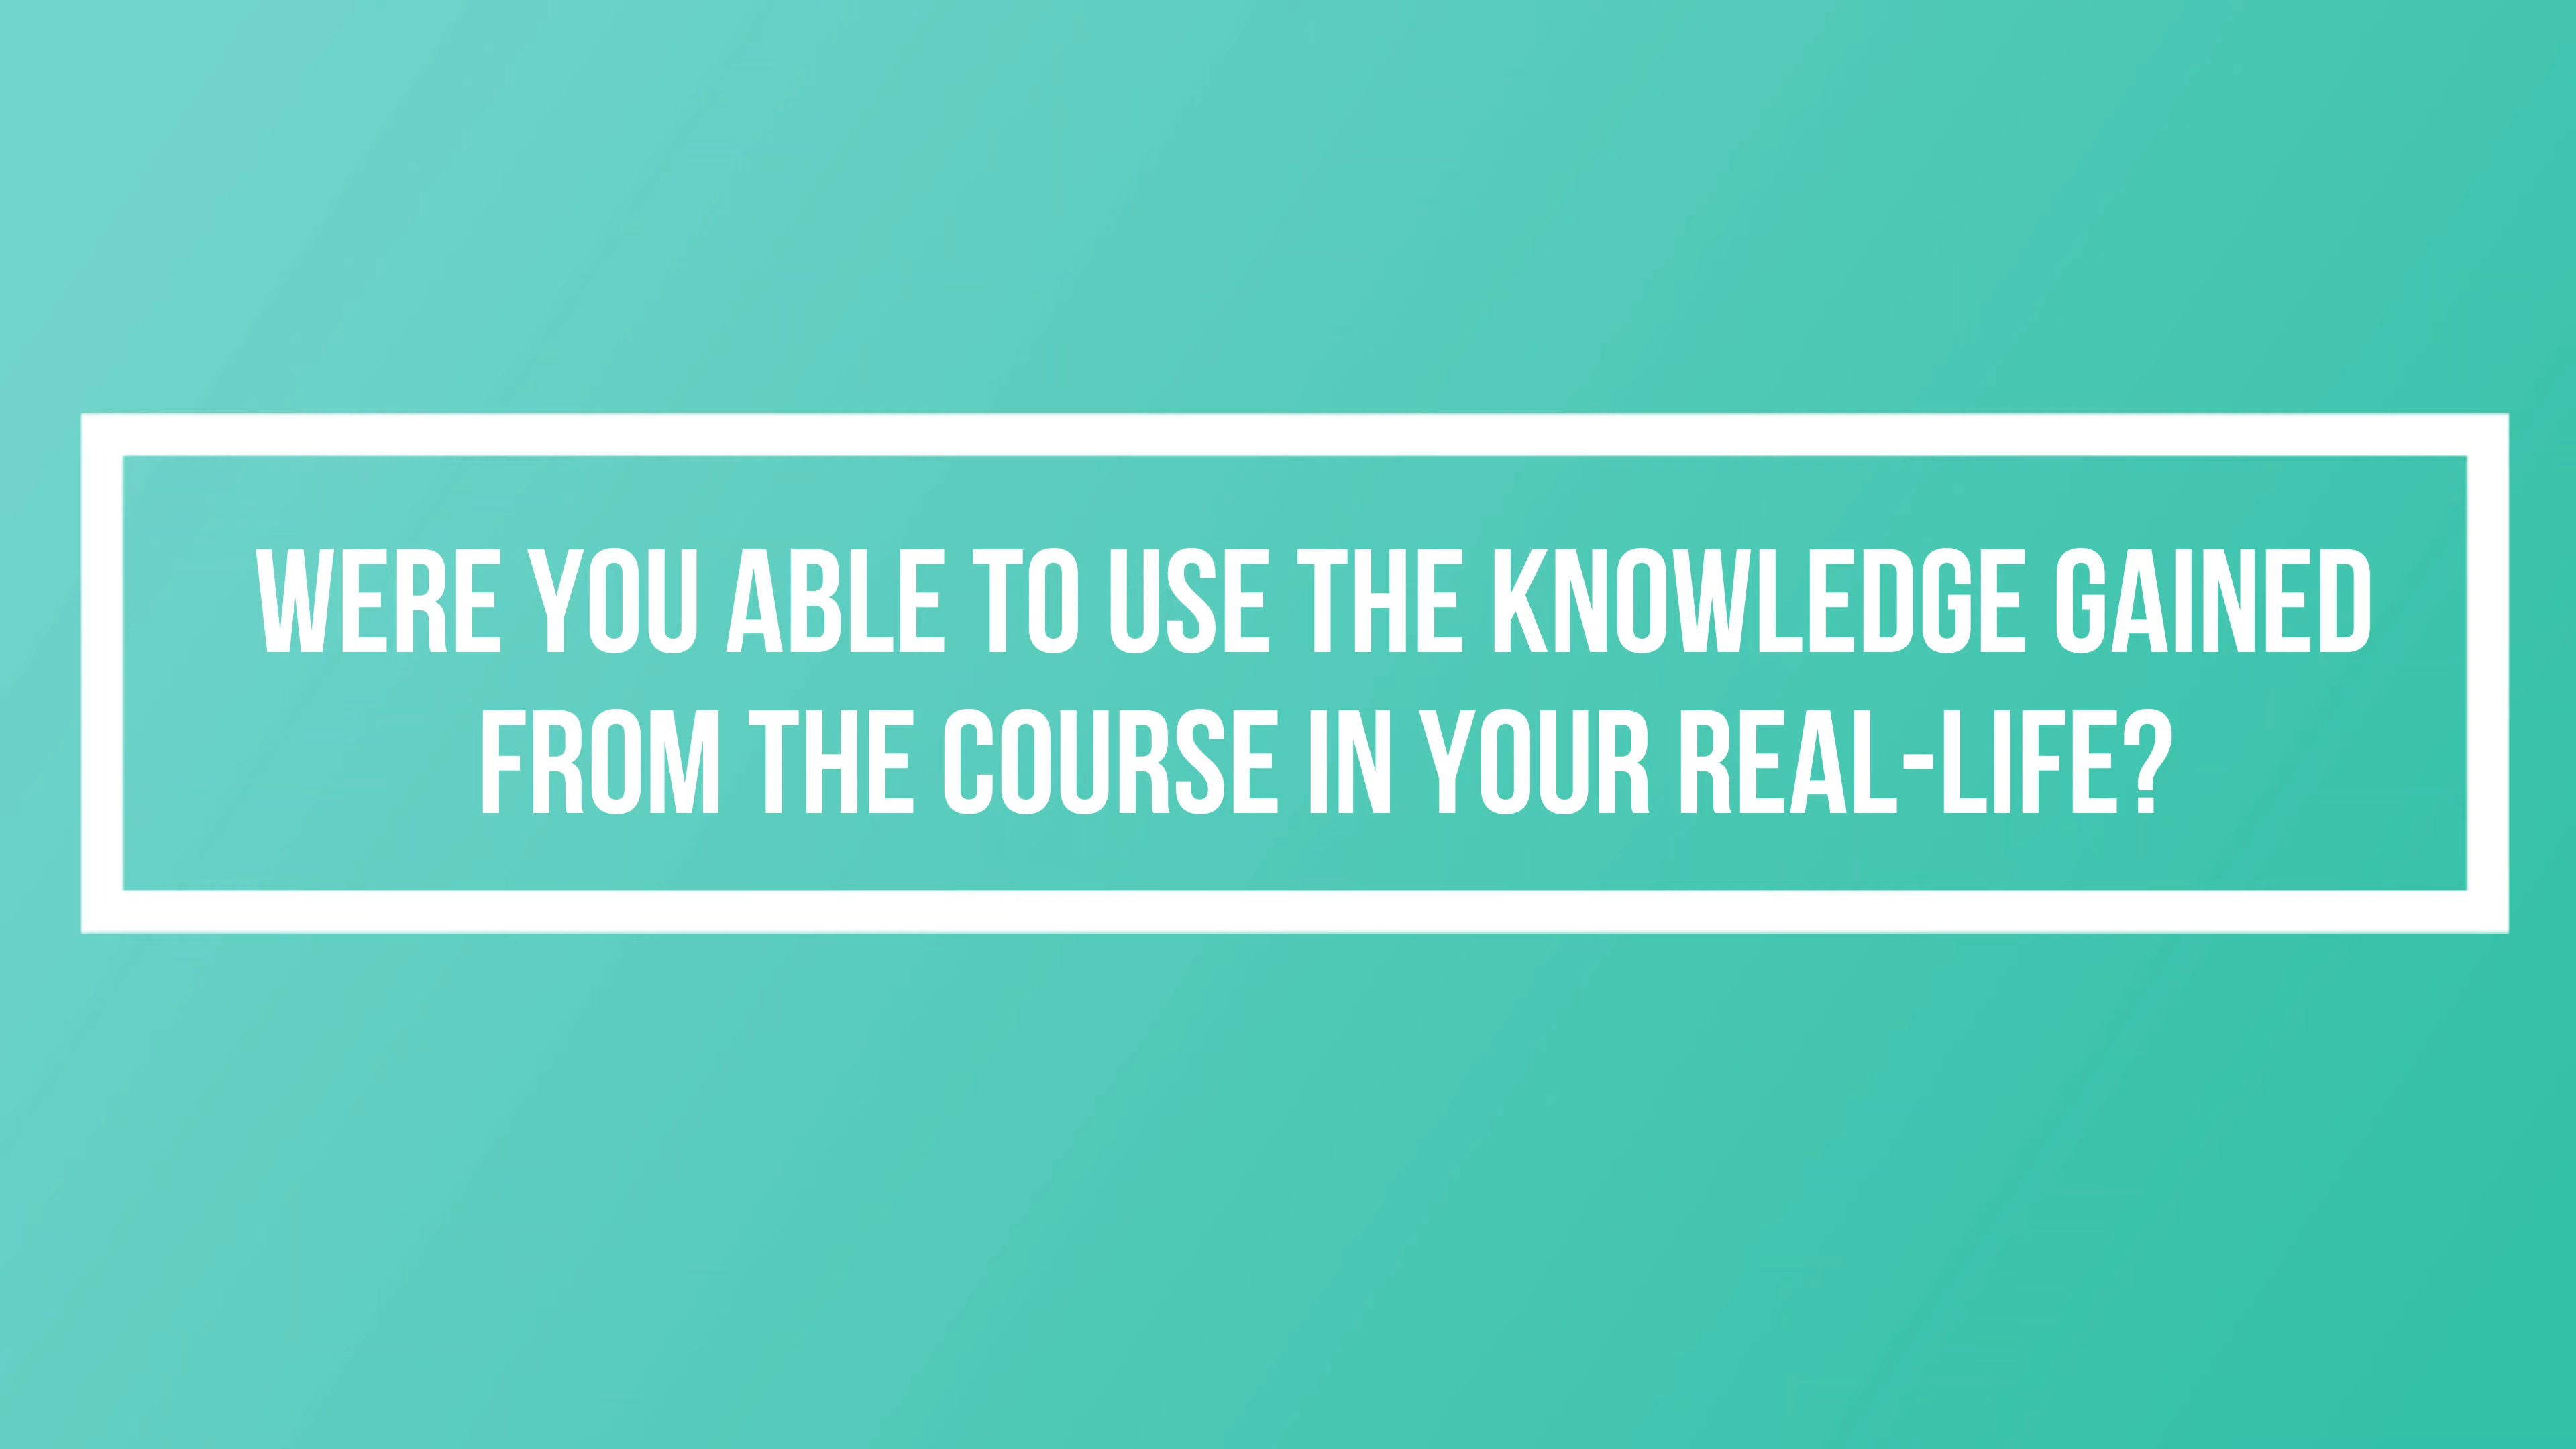 WERE YOU ABLE TO USE THE KNOWLEDGE GAINED
FROM THE COURSE IN YOUR REAL-LIFE?